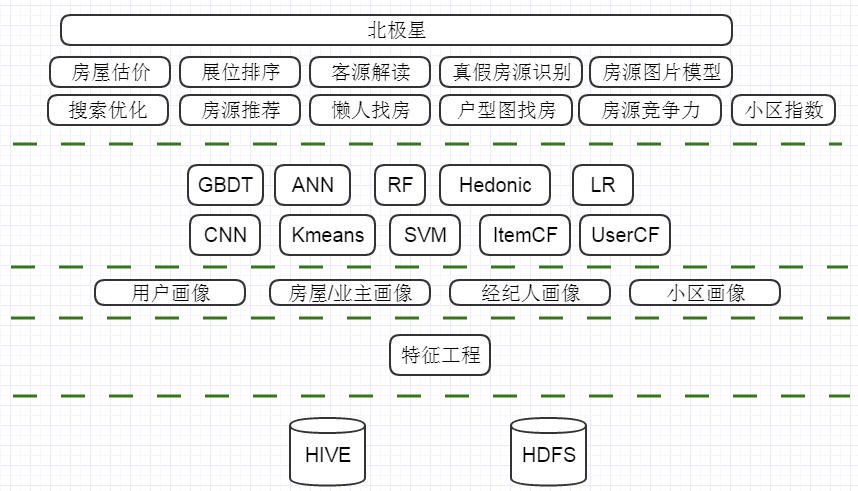 北极星
房屋估价 展位排序 客源解读 真假房源识别 房源图片模型
搜索优化 房源推荐 懒人找房 户型图找房 房源竞争力 小区指数
GBDT ANN RF Hedonic LR
CNN Kmeans SVM ItemCF UserCF
用户画像 房屋/业主画像 经纪人画像 小区画像
特征工程
HIVE HDFS